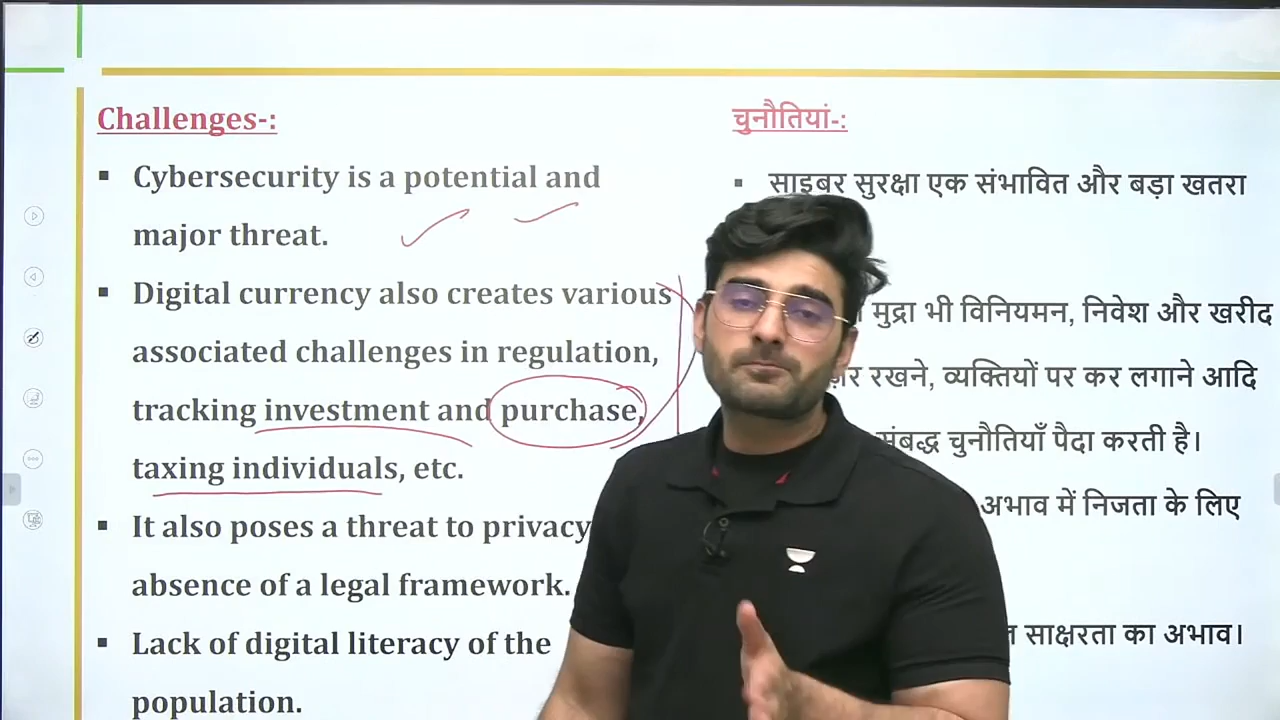 Challenges-:
▪ Cybersecurity is a potential and
major threat.
▪ Digital currency also creates various
associated challenges in regulation,
tracking investment and purchase,
taxing individuals, etc.
▪ It also poses a threat to privacy
absence of a legal framework.
▪ Lack of digital literacy of the
population.
चुनौतियां-:
▪ साइबर सुरक्षा एक संभावित और बड़ा खतरा
मुद्रा भी विनियमन, निवेश और खरीद
रखने, व्यक्तियों पर कर लगाने आदि
संबद्ध चुनौतियाँ पैदा करती है।
अभाव में निजता के लिए
साक्षरता का अभाव।